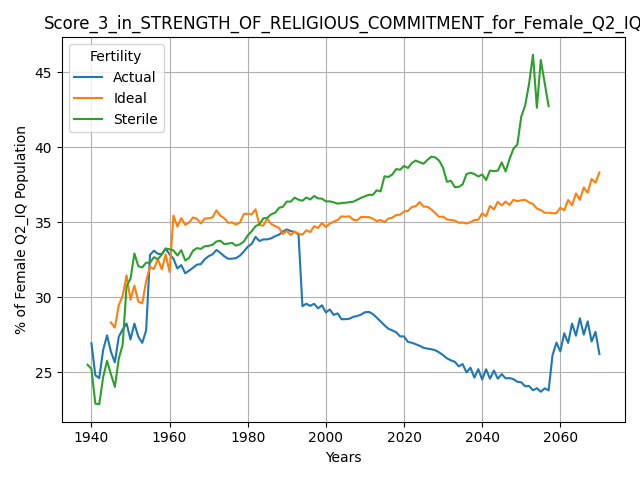 Score_3_in_STRENGTH_OF_RELIGIOUS_COMMITMENT_for_Female_Q2_IQ
Fertility
Actual
Ideal
Sterile
% of Female Q2_IQ Population
45
40
35
30
25
1940 1960 1980 2000 2020 2040 2060
Years